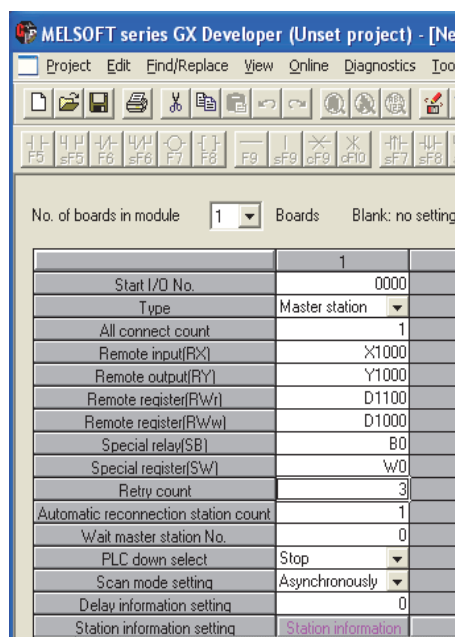 MELSOFT series GX Developer (Unset project) - [Ne
Project Edit Find/Replace View Online Diagnostics Too
F5 sF5 F6 sF6 F7 F8 F9 sF9 cF9 cF10 sF7 sF8
No. of boards in module 1 Boards Blank: no setting
1
Start I/O No. 0000
Type Master station
All connect count 1
Remote input(RX) X1000
Remote output(RY) Y1000
Remote register(RWr) D1100
Remote register(RWw) D1000
Special relay(SB) B0
Special register(SW) W0
Retry count 3
Automatic reconnection station count 1
Wait master station No. 0
PLC down select Stop
Scan mode setting Asynchronously
Delay information setting 0
Station information setting Station information